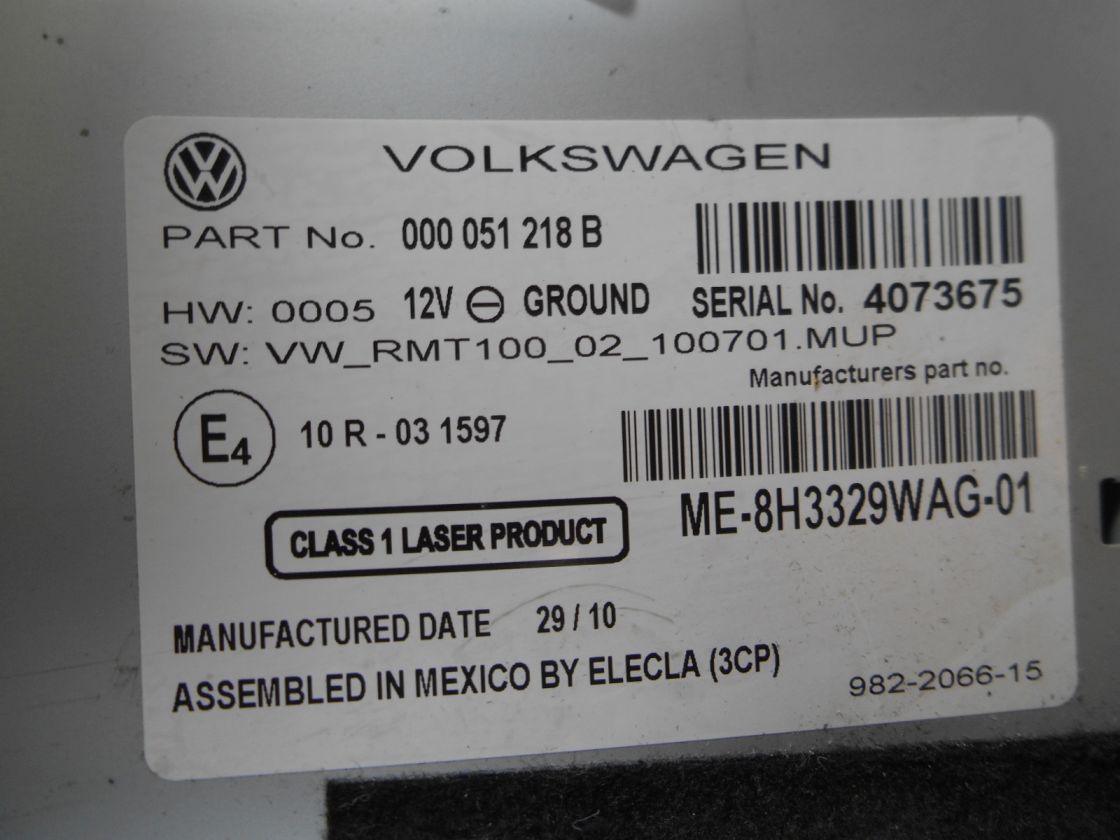 VOLKSWAGEN
PART No. 000 051 218 B
HW: 0005 12V ⊖ GROUND SERIAL No. 4073675
SW: VW_RMT100_02_100701.MUP
Manufacturers part no.
E4 10 R - 03 1597
ME-8H3329WAG-01
CLASS 1 LASER PRODUCT
MANUFACTURED DATE 29 / 10
ASSEMBLED IN MEXICO BY ELECLA (3CP)
982-2066-15